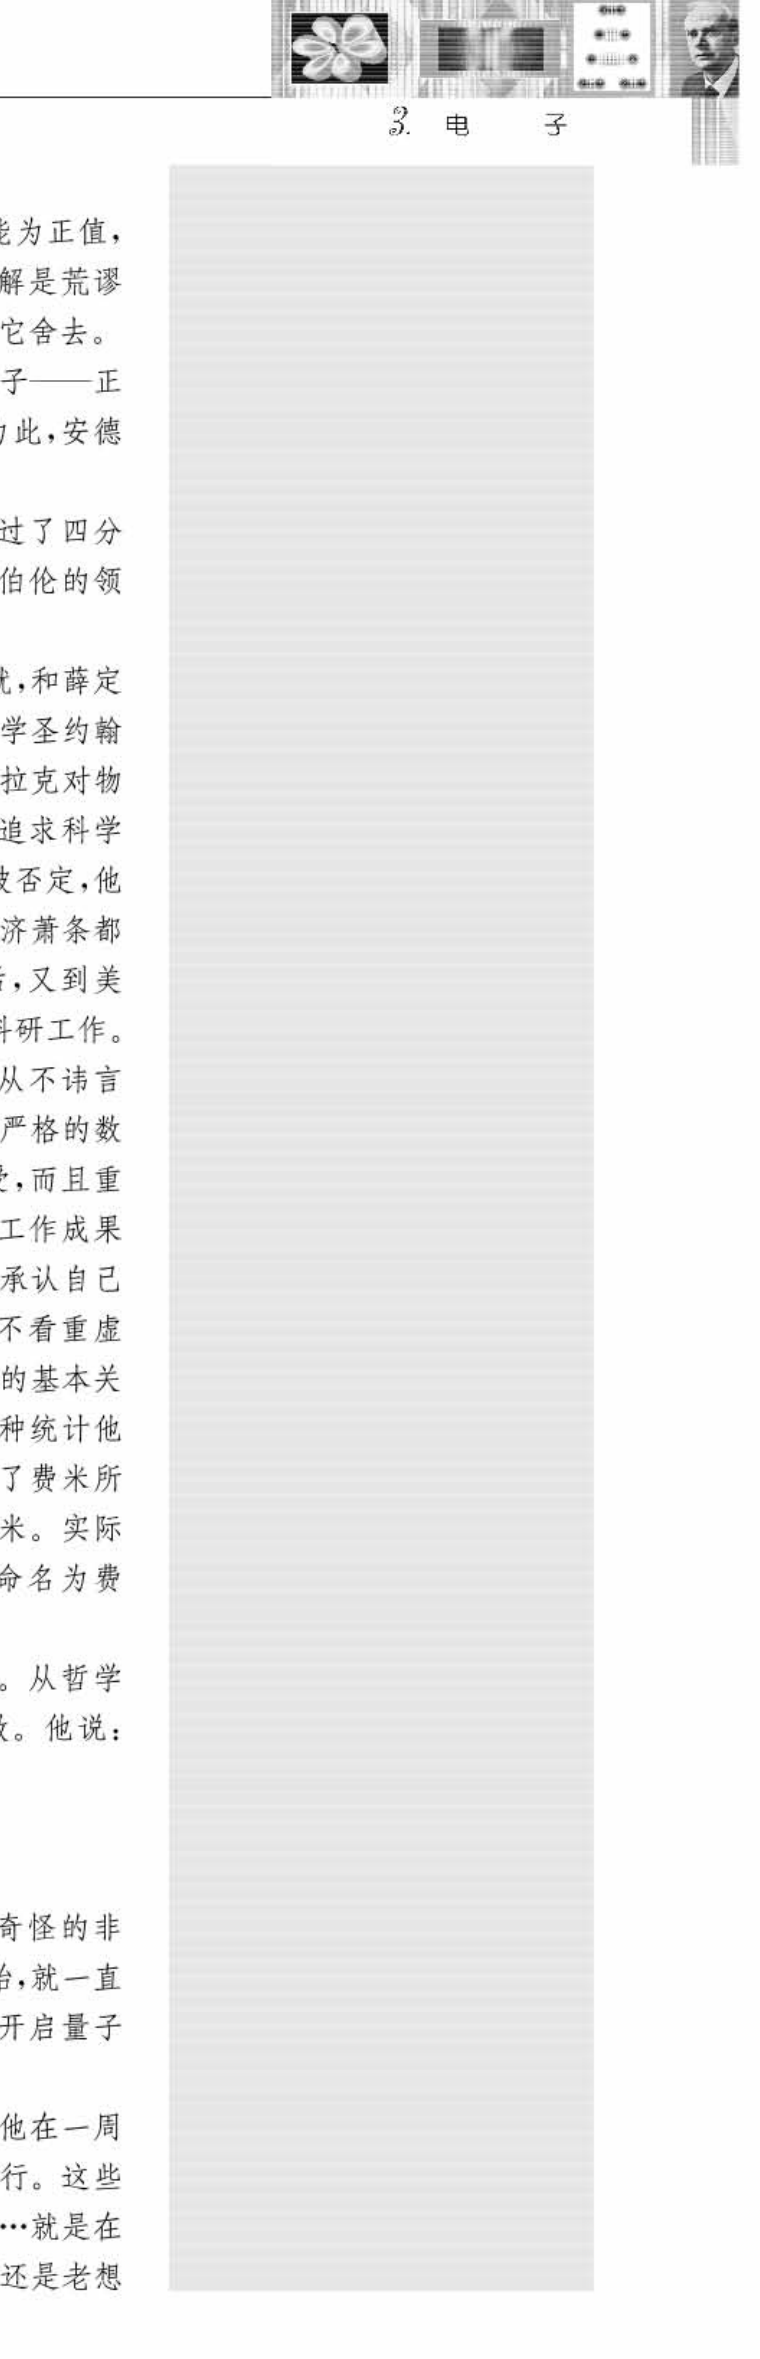 3. 电 子
能为正值,
解是荒谬
它舍去。
子——正
为此,安德
过了四分
伯伦的领
就,和薛定
学圣约翰
拉克对物
追求科学
被否定,他
济萧条都
后,又到美
科研工作。
从不讳言
严格的数
受,而且重
工作成果
承认自己
不看重虚
的基本关
种统计他
了费米所
米。实际
命名为费
。从哲学
。他说:
奇怪的非
始,就一直
开启量子
他在一周
行。这些
…就是在
还是老想